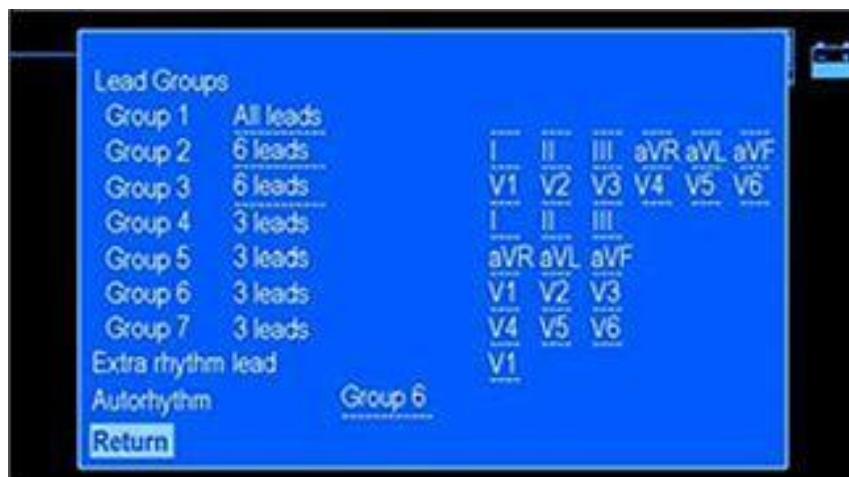 Lead Groups
Group 1 All leads
Group 2 6 leads I II III aVR aVL aVF
Group 3 6 leads V1 V2 V3 V4 V5 V6
Group 4 3 leads I II III
Group 5 3 leads aVR aVL aVF
Group 6 3 leads V1 V2 V3
Group 7 3 leads V4 V5 V6
Extra rhythm lead V1
Autorhythm Group 6
Return